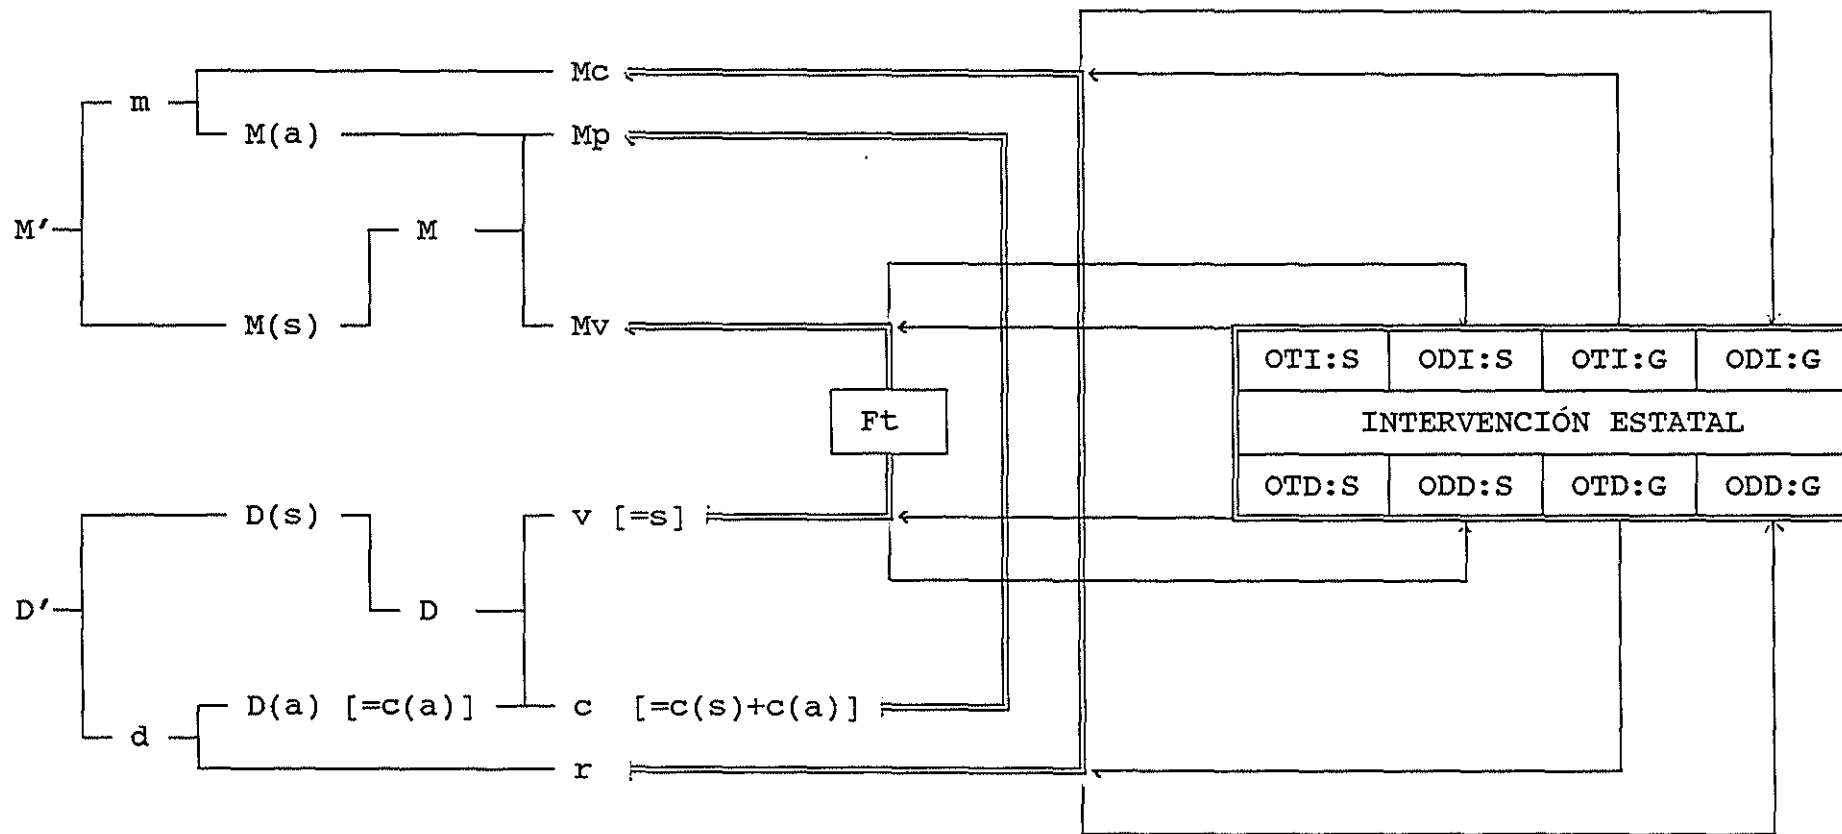 Mc
m
M(a) Mp
M' M
M(s) Mv
OTI:S ODI:S OTI:G ODI:G
Ft INTERVENCIÓN ESTATAL
OTD:S ODD:S OTD:G ODD:G
D(s) v [=s]
D' D
D(a) [=c(a)] c [=c(s)+c(a)]
d
r